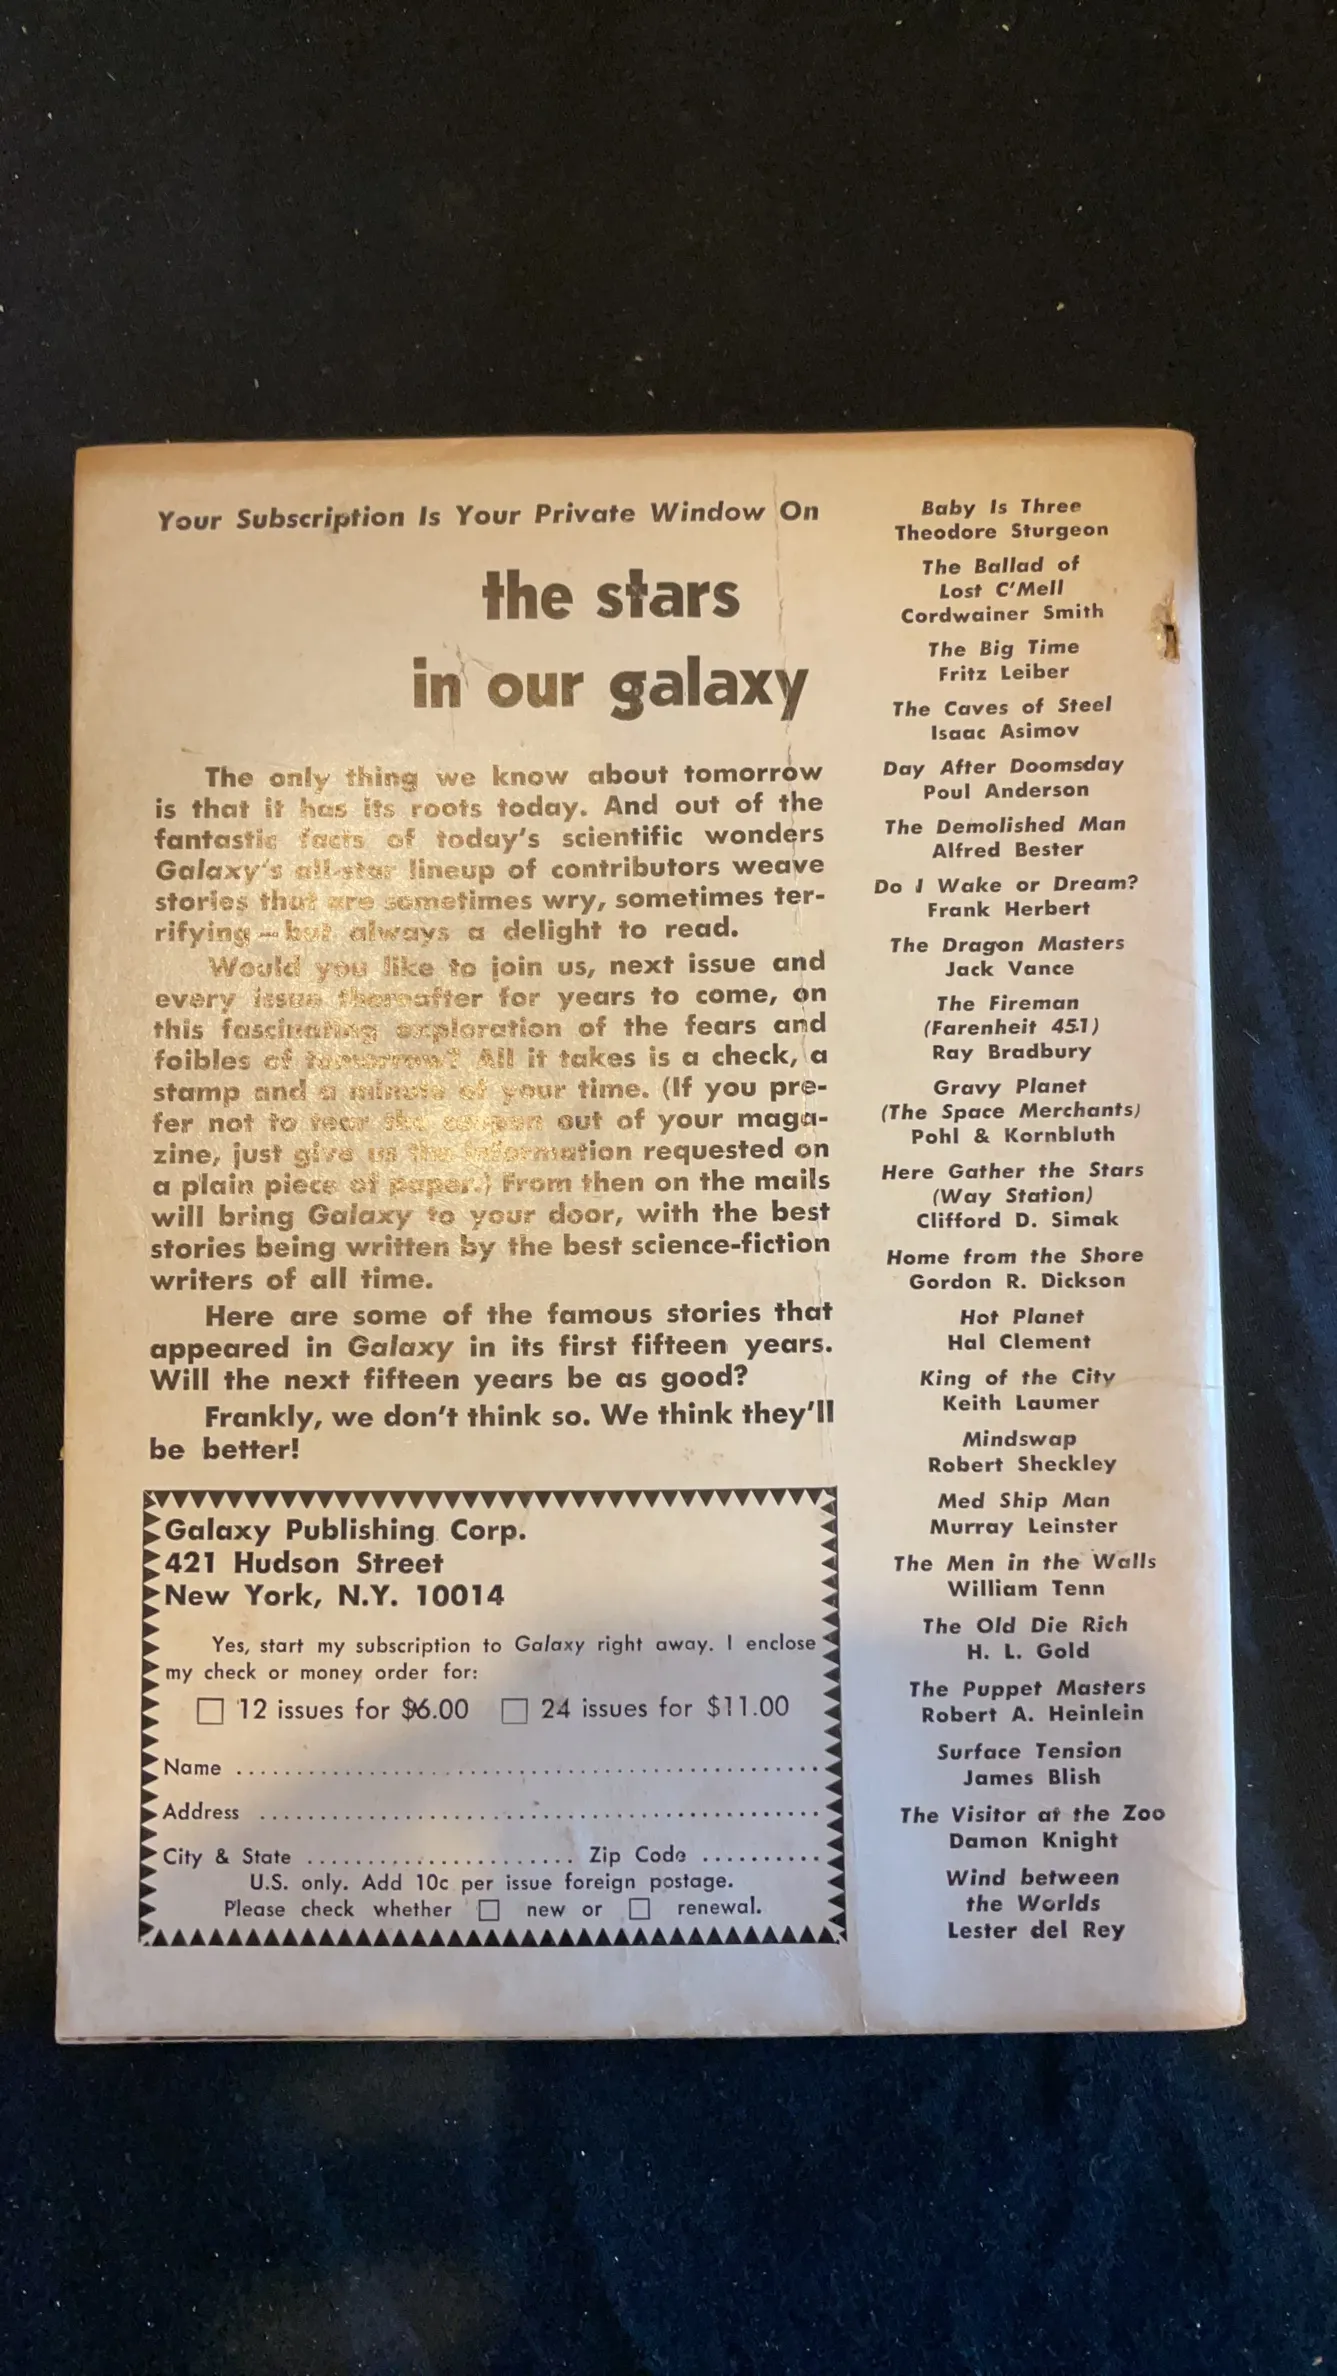 Your Subscription Is Your Private Window On
the stars
in our galaxy
The only thing we know about tomorrow
is that it has its roots today. And out of the
fantastic facts of today's scientific wonders
Galaxy's all-star lineup of contributors weave
stories that are sometimes wry, sometimes ter-
rifying — but always a delight to read.
Would you like to join us, next issue and
every issue thereafter for years to come, on
this fascinating exploration of the fears and
foibles of tomorrow? All it takes is a check, a
stamp and a minute of your time. (If you pre-
fer not to tear the coupon out of your maga-
zine, just give us the information requested on
a plain piece of paper.) From then on the mails
will bring Galaxy to your door, with the best
stories being written by the best science-fiction
writers of all time.
Here are some of the famous stories that
appeared in Galaxy in its first fifteen years.
Will the next fifteen years be as good?
Frankly, we don't think so. We think they'll
be better!
Galaxy Publishing Corp.
421 Hudson Street
New York, N.Y. 10014
Yes, start my subscription to Galaxy right away. I enclose
my check or money order for:
12 issues for $6.00 24 issues for $11.00
Name
Address
City & State Zip Code
U.S. only. Add 10c per issue foreign postage.
Please check whether new or renewal.
Baby Is Three
Theodore Sturgeon
The Ballad of
Lost C'Mell
Cordwainer Smith
The Big Time
Fritz Leiber
The Caves of Steel
Isaac Asimov
Day After Doomsday
Poul Anderson
The Demolished Man
Alfred Bester
Do I Wake or Dream?
Frank Herbert
The Dragon Masters
Jack Vance
The Fireman
(Farenheit 451)
Ray Bradbury
Gravy Planet
(The Space Merchants)
Pohl & Kornbluth
Here Gather the Stars
(Way Station)
Clifford D. Simak
Home from the Shore
Gordon R. Dickson
Hot Planet
Hal Clement
King of the City
Keith Laumer
Mindswap
Robert Sheckley
Med Ship Man
Murray Leinster
The Men in the Walls
William Tenn
The Old Die Rich
H. L. Gold
The Puppet Masters
Robert A. Heinlein
Surface Tension
James Blish
The Visitor at the Zoo
Damon Knight
Wind between
the Worlds
Lester del Rey